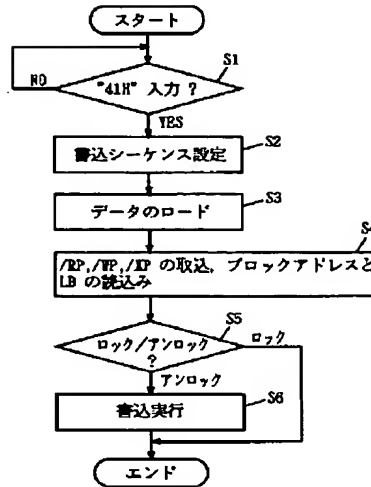 スタート
S1
"41H" 入力 ?
NO
YES
S2
書込シーケンス設定
S3
データのロード
S4
/RP,/WP,/XP の取込, ブロックアドレスと
LB の読込み
S5
ロック/アンロック
?
ロック
アンロック
S6
書込実行
エンド